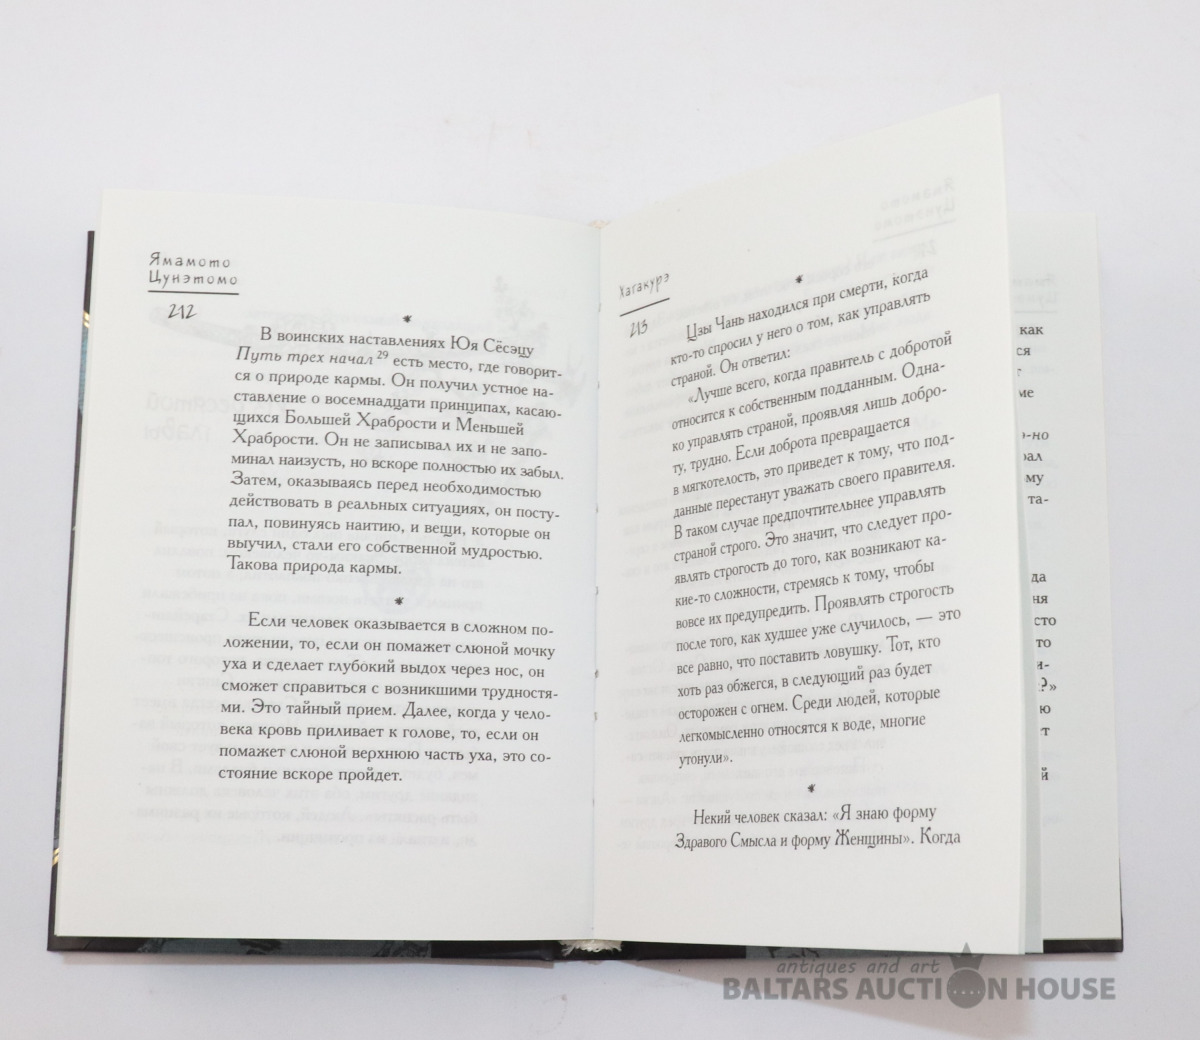 Ямамото
Цунэтомо
212
В воинских наставлениях Юя Сёсэцу
Путь трех начал 29 есть место, где говорит-
ся о природе кармы. Он получил устное на-
ставление о восемнадцати принципах, касаю-
щихся Большей Храбрости и Меньшей
Храбрости. Он не записывал их и не запо-
минал наизусть, но вскоре полностью их забыл.
Затем, оказываясь перед необходимостью
действовать в реальных ситуациях, он посту-
пал, повинуясь наитию, и вещи, которые он
выучил, стали его собственной мудростью.
Такова природа кармы.
Если человек оказывается в сложном по-
ложении, то, если он помажет слюной мочку
уха и сделает глубокий выдох через нос, он
сможет справиться с возникшими трудностя-
ми. Это тайный прием. Далее, когда у чело-
века кровь приливает к голове, то, если он
помажет слюной верхнюю часть уха, это со-
стояние вскоре пройдет.
Хагакурэ
213
Цзы Чань находился при смерти, когда
кто-то спросил у него о том, как управлять
страной. Он ответил:
«Лучше всего, когда правитель с добротой
относится к собственным подданным. Одна-
ко управлять страной, проявляя лишь добро-
ту, трудно. Если доброта превращается
в мягкотелость, это приведет к тому, что под-
данные перестанут уважать своего правителя.
В таком случае предпочтительнее управлять
страной строго. Это значит, что следует про-
являть строгость до того, как возникают ка-
кие-то сложности, стремясь к тому, чтобы
вовсе их предупредить. Проявлять строгость
после того, как худшее уже случилось, — это
все равно, что поставить ловушку. Тот, кто
хоть раз обжегся, в следующий раз будет
осторожен с огнем. Среди людей, которые
легкомысленно относятся к воде, многие
утонули».
Некий человек сказал: «Я знаю форму
Здравого Смысла и форму Женщины». Когда
как
antiques and art
BALTARS AUCTION HOUSE